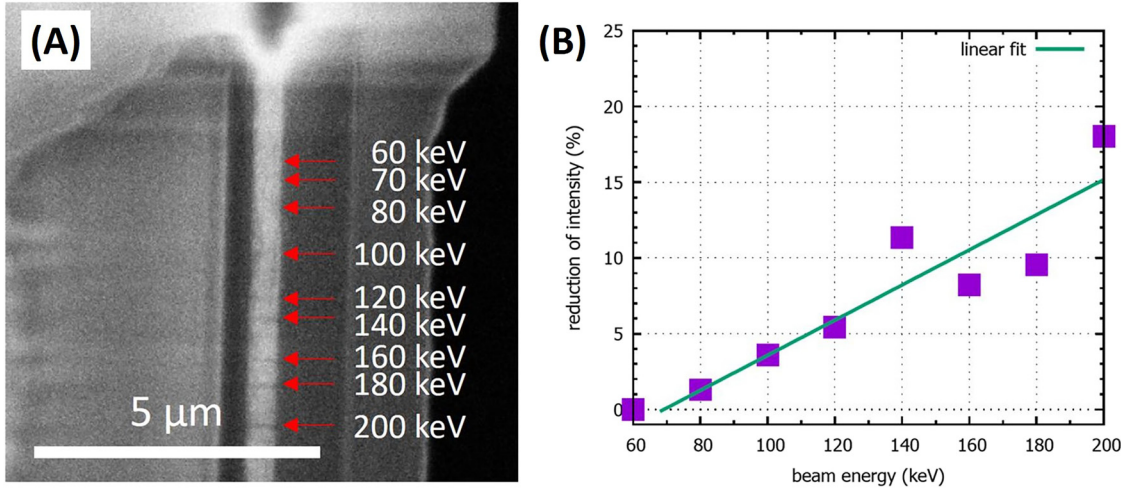 (A)
60 keV
70 keV
80 keV
100 keV
120 keV
140 keV
160 keV
180 keV
200 keV
5 µm
(B)
linear fit
25
20
15
10
5
0
reduction of intensity (%)
60 80 100 120 140 160 180 200
beam energy (keV)